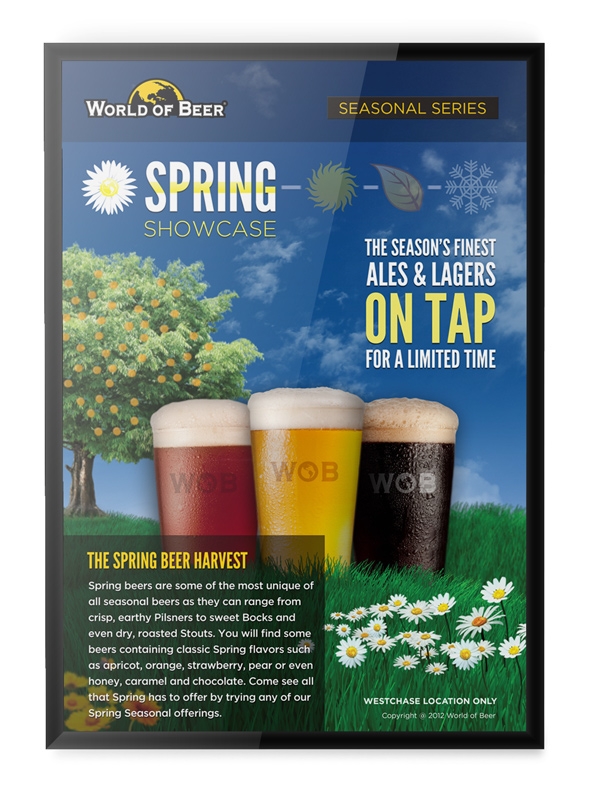 WORLD OF BEER®
SEASONAL SERIES
SPRING
SHOWCASE
THE SEASON'S FINEST
ALES & LAGERS
ON TAP
FOR A LIMITED TIME
WOB
WOB
WOB
THE SPRING BEER HARVEST
Spring beers are some of the most unique of
all seasonal beers as they can range from
crisp, earthy Pilsners to sweet Bocks and
even dry, roasted Stouts. You will find some
beers containing classic Spring flavors such
as apricot, orange, strawberry, pear or even
honey, caramel and chocolate. Come see all
that Spring has to offer by trying any of our
Spring Seasonal offerings.
WESTCHASE LOCATION ONLY
Copyright © 2012 World of Beer